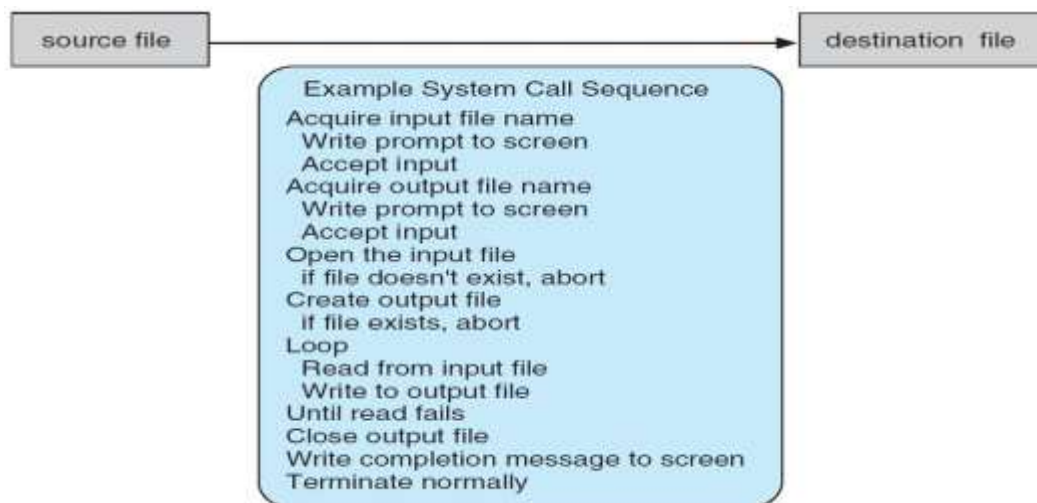 source file
destination file
Example System Call Sequence
Acquire input file name
Write prompt to screen
Accept input
Acquire output file name
Write prompt to screen
Accept input
Open the input file
if file doesn't exist, abort
Create output file
if file exists, abort
Loop
Read from input file
Write to output file
Until read fails
Close output file
Write completion message to screen
Terminate normally